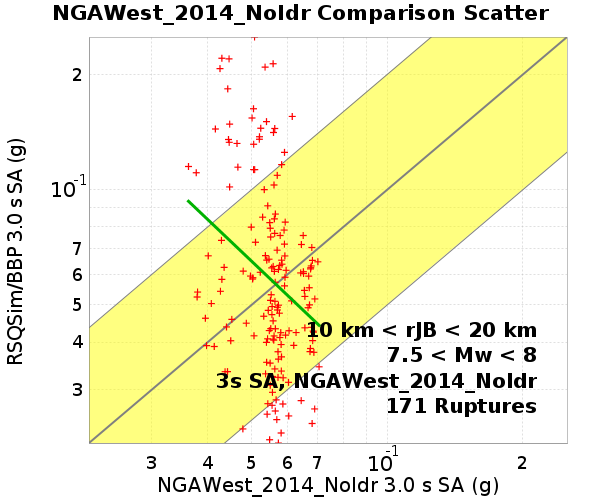 NGAWest_2014_NoIdr Comparison Scatter
RSQSim/BBP 3.0 s SA (g)
2
10⁻¹
7
6
5
4
3
10 km < rJB < 20 km
7.5 < Mw < 8
3s SA, NGAWest_2014_NoIdr
171 Ruptures
3 4 5 6 7 10⁻¹ 2
NGAWest_2014_NoIdr 3.0 s SA (g)